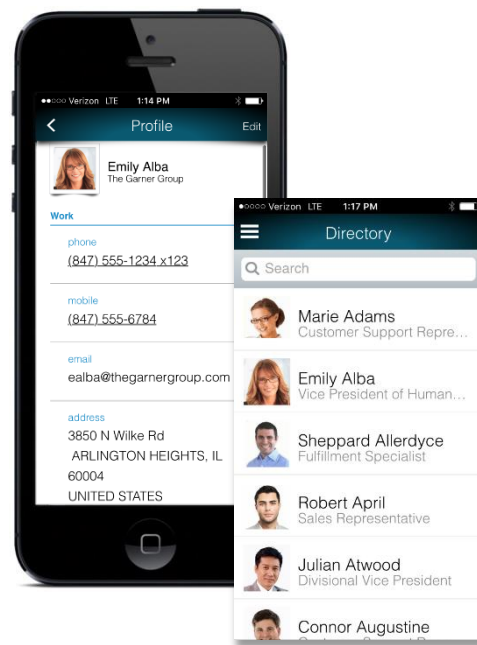 Verizon LTE 1:14 PM
Profile
Edit
Emily Alba
The Garner Group
Work
phone
(847) 555-1234 x123
mobile
(847) 555-6784
email
ealba@thegarnergroup.com
address
3850 N Wilke Rd
ARLINGTON HEIGHTS, IL
60004
UNITED STATES
Verizon LTE 1:17 PM
Directory
Search
Marie Adams
Customer Support Repre...
Emily Alba
Vice President of Human...
Sheppard Allerdyce
Fulfillment Specialist
Robert April
Sales Representative
Julian Atwood
Divisional Vice President
Connor Augustine